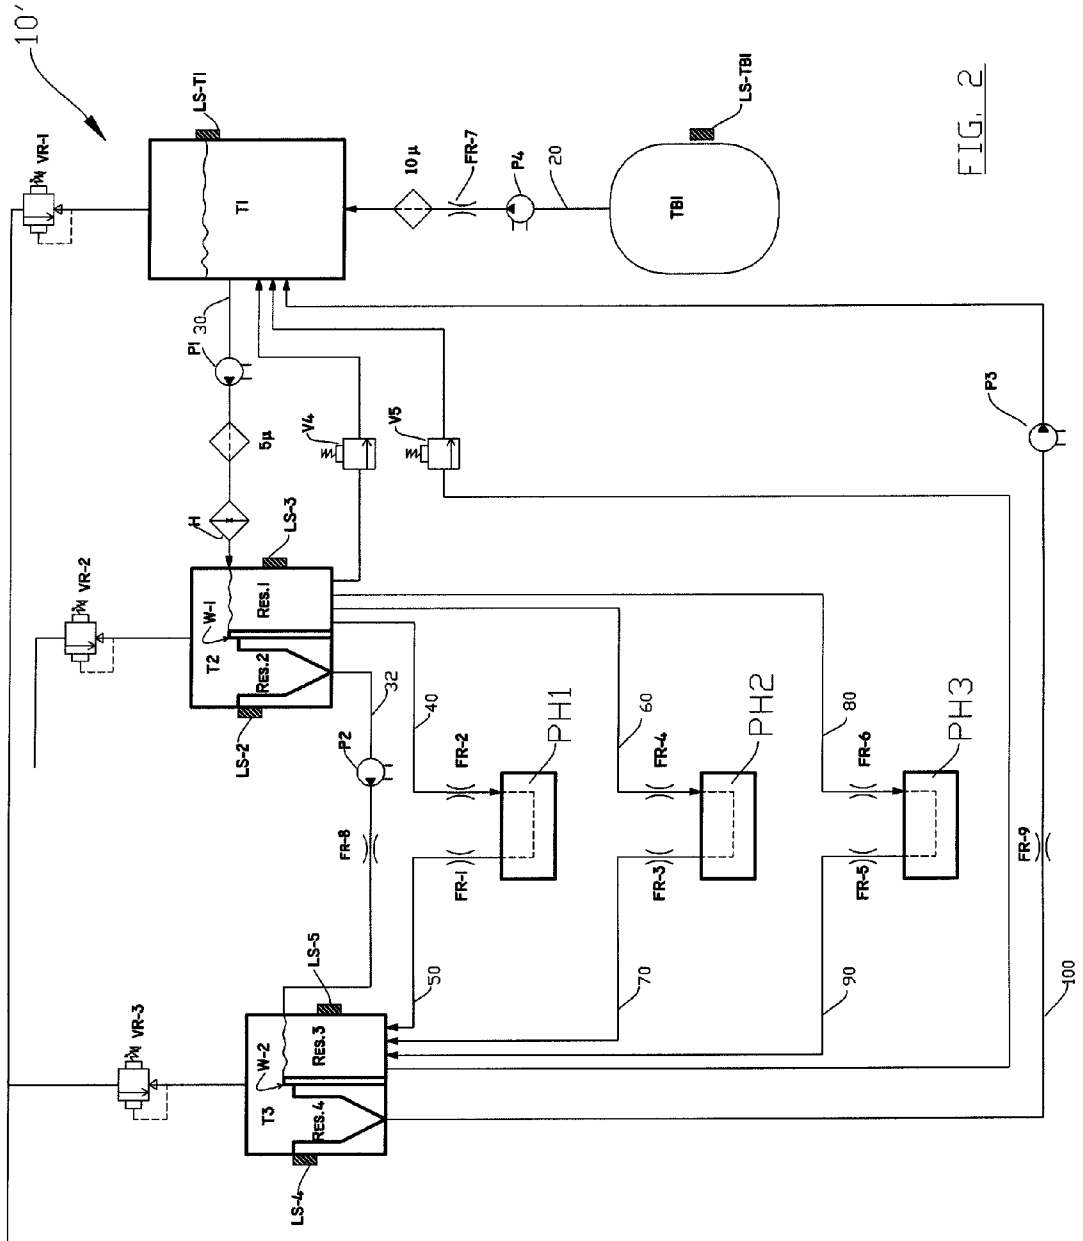 10'
VR-1
LS-T1
T1
10 µ
FR-7
P4
20
TB1
LS-TB1
FIG. 2
30
P1
5µ
H
V4
V5
P3
VR-2
LS-3
W-1
T2
RES.1
RES.2
LS-2
32
P2
FR-8
40
FR-2
FR-1
PH1
60
FR-4
FR-3
PH2
80
FR-6
FR-5
PH3
FR-9
VR-3
LS-5
W-2
T3
RES.3
RES.4
LS-4
50
70
90
100